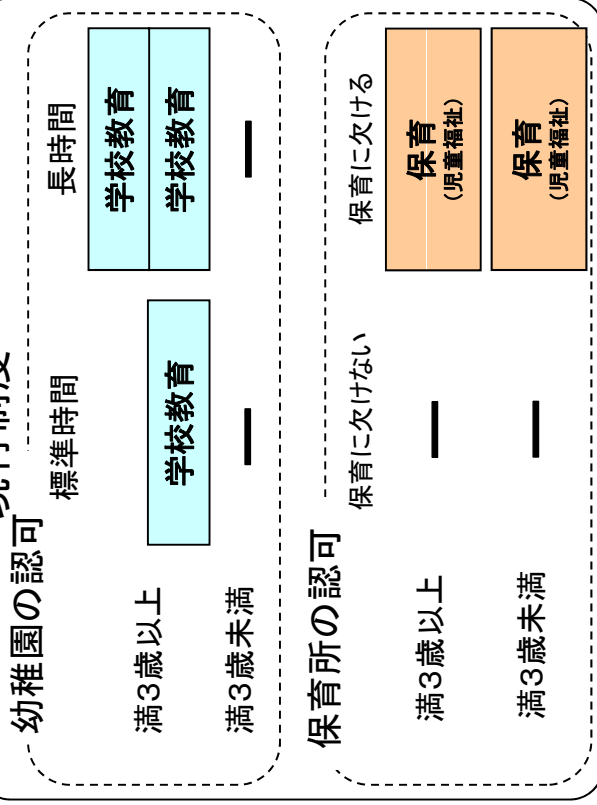 幼稚園の認可
標準時間
長時間
学校教育
満3歳以上
学校教育
学校教育
満3歳未満
ー
ー
保育所の認可
保育に欠けない
保育に欠ける
満3歳以上
ー
保育
(児童福祉)
満3歳未満
ー
保育
(児童福祉)